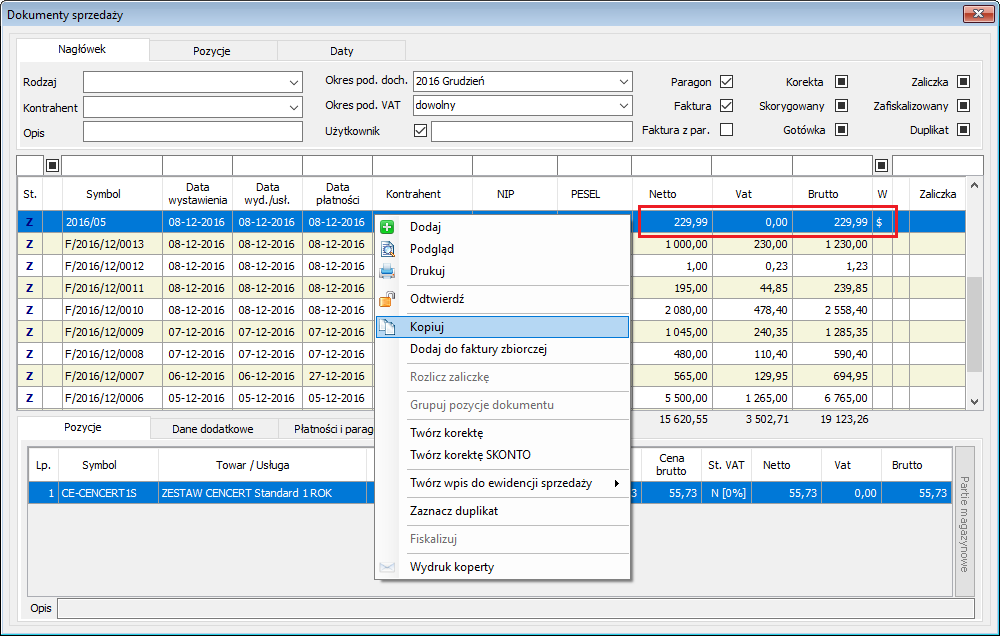 Dokumenty sprzedaży
Nagłówek Pozycje Daty
Rodzaj Okres pod. doch. 2016 Grudzień Paragon Korekta Zaliczka
Kontrahent Okres pod. VAT dowolny Faktura Skorygowany Zafiskalizowany
Opis Użytkownik Faktura z par. Gotówka Duplikat
St. Symbol Data wystawienia Data wyd./usł. Data płatności Kontrahent NIP PESEL Netto Vat Brutto W Zaliczka
Z 2016/05 08-12-2016 08-12-2016 08-12-2016 229,99 0,00 229,99 $
Z F/2016/12/0013 08-12-2016 08-12-2016 08-12-2016 1 000,00 230,00 1 230,00
Z F/2016/12/0012 08-12-2016 08-12-2016 08-12-2016 1,00 0,23 1,23
Z F/2016/12/0011 08-12-2016 08-12-2016 08-12-2016 195,00 44,85 239,85
Z F/2016/12/0010 08-12-2016 08-12-2016 08-12-2016 2 080,00 478,40 2 558,40
Z F/2016/12/0009 07-12-2016 07-12-2016 07-12-2016 1 045,00 240,35 1 285,35
Z F/2016/12/0008 07-12-2016 07-12-2016 07-12-2016 480,00 110,40 590,40
Z F/2016/12/0007 06-12-2016 06-12-2016 27-12-2016 565,00 129,95 694,95
Z F/2016/12/0006 05-12-2016 05-12-2016 05-12-2016 5 500,00 1 265,00 6 765,00
15 620,55 3 502,71 19 123,26
Dodaj
Podgląd
Drukuj
Odtwierdź
Kopiuj
Dodaj do faktury zbiorczej
Rozlicz zaliczkę
Grupuj pozycje dokumentu
Twórz korektę
Twórz korektę SKONTO
Twórz wpis do ewidencji sprzedaży
Zaznacz duplikat
Fiskalizuj
Wydruk koperty
Pozycje Dane dodatkowe Płatności i parag
Lp. Symbol Towar / Usługa Cena brutto St. VAT Netto Vat Brutto
1 CE-CENCERT1S ZESTAW CENCERT Standard 1 ROK 3 55,73 N [0%] 55,73 0,00 55,73
Partie magazynowe
Opis